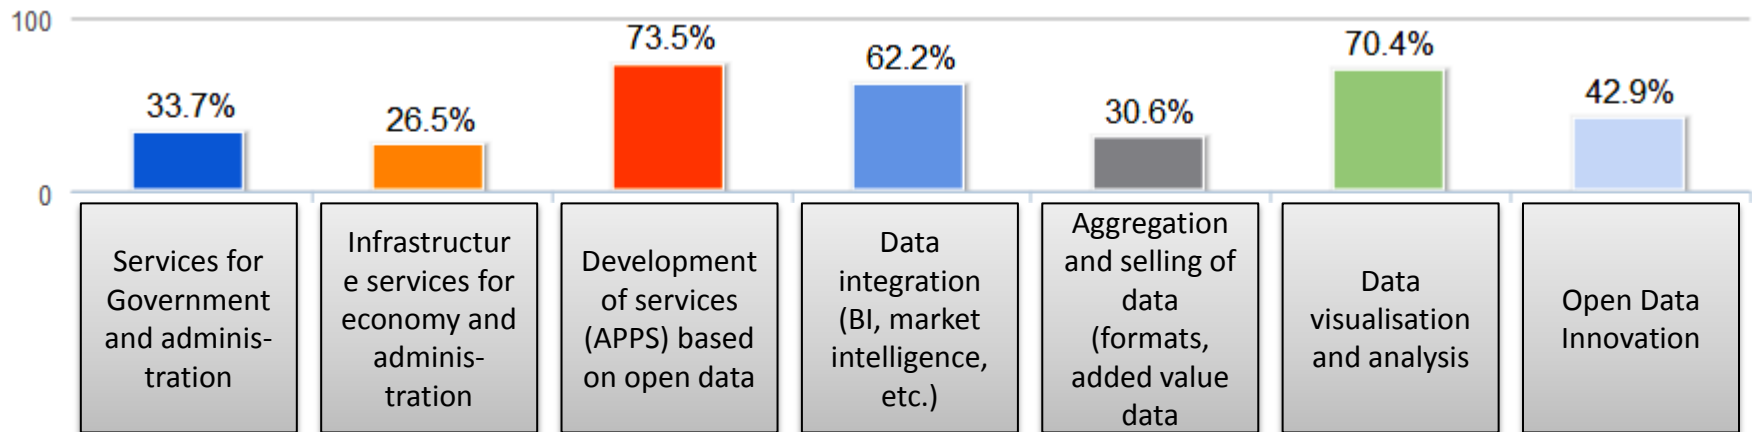 100
33.7%
26.5%
73.5%
62.2%
30.6%
70.4%
42.9%
0
Services for
Government
and adminis-
tration
Infrastructur
e services for
economy and
adminis-
tration
Development
of services
(APPS) based
on open data
Data
integration
(BI, market
intelligence,
etc.)
Aggregation
and selling of
data
(formats,
added value
data
Data
visualisation
and analysis
Open Data
Innovation